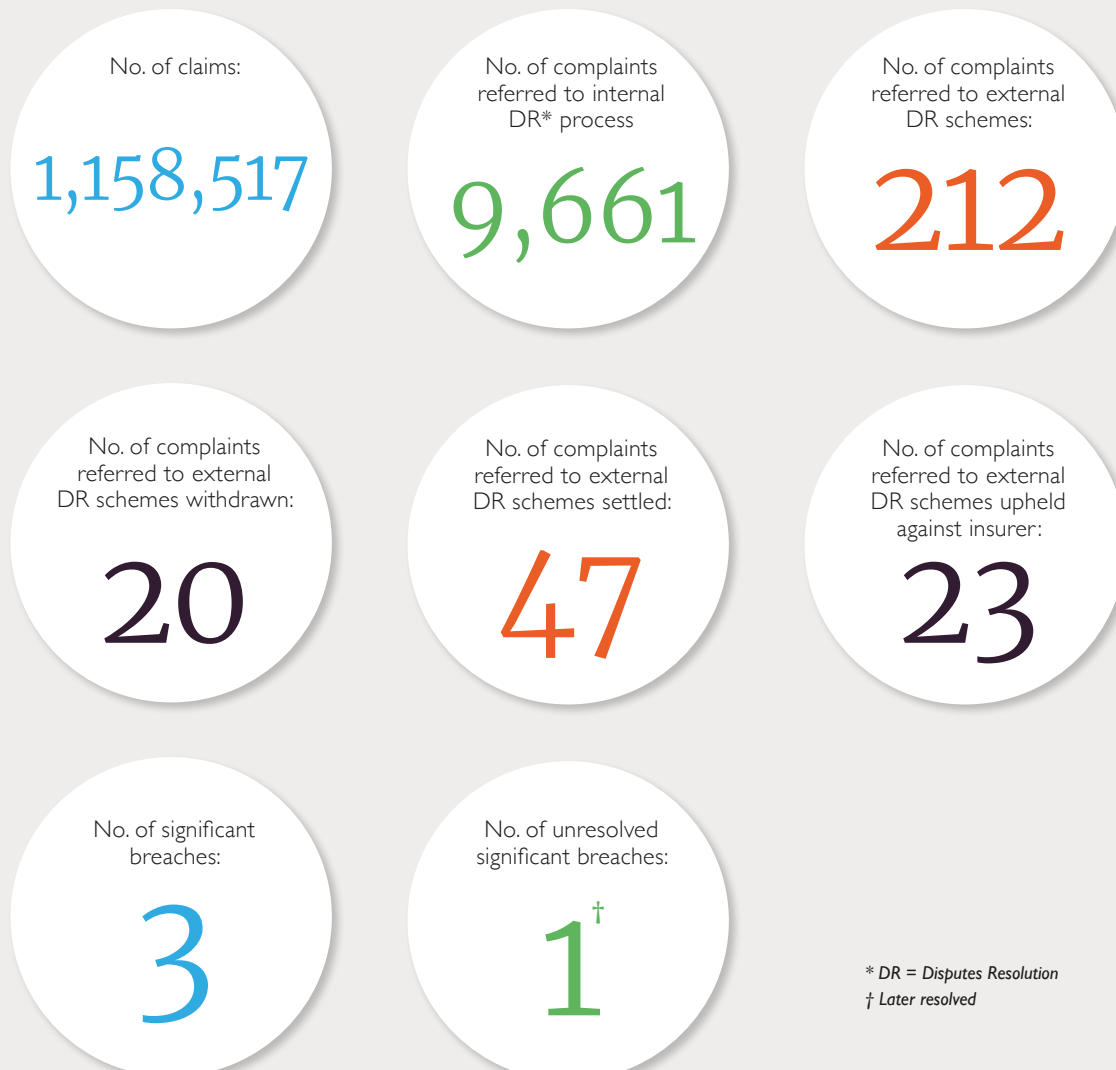 No. of claims:
1,158,517
No. of complaints
referred to internal
DR* process
9,661
No. of complaints
referred to external
DR schemes:
212
No. of complaints
referred to external
DR schemes withdrawn:
20
No. of complaints
referred to external
DR schemes settled:
47
No. of complaints
referred to external
DR schemes upheld
against insurer:
23
No. of significant
breaches:
3
No. of unresolved
significant breaches:
1†
* DR = Disputes Resolution
† Later resolved